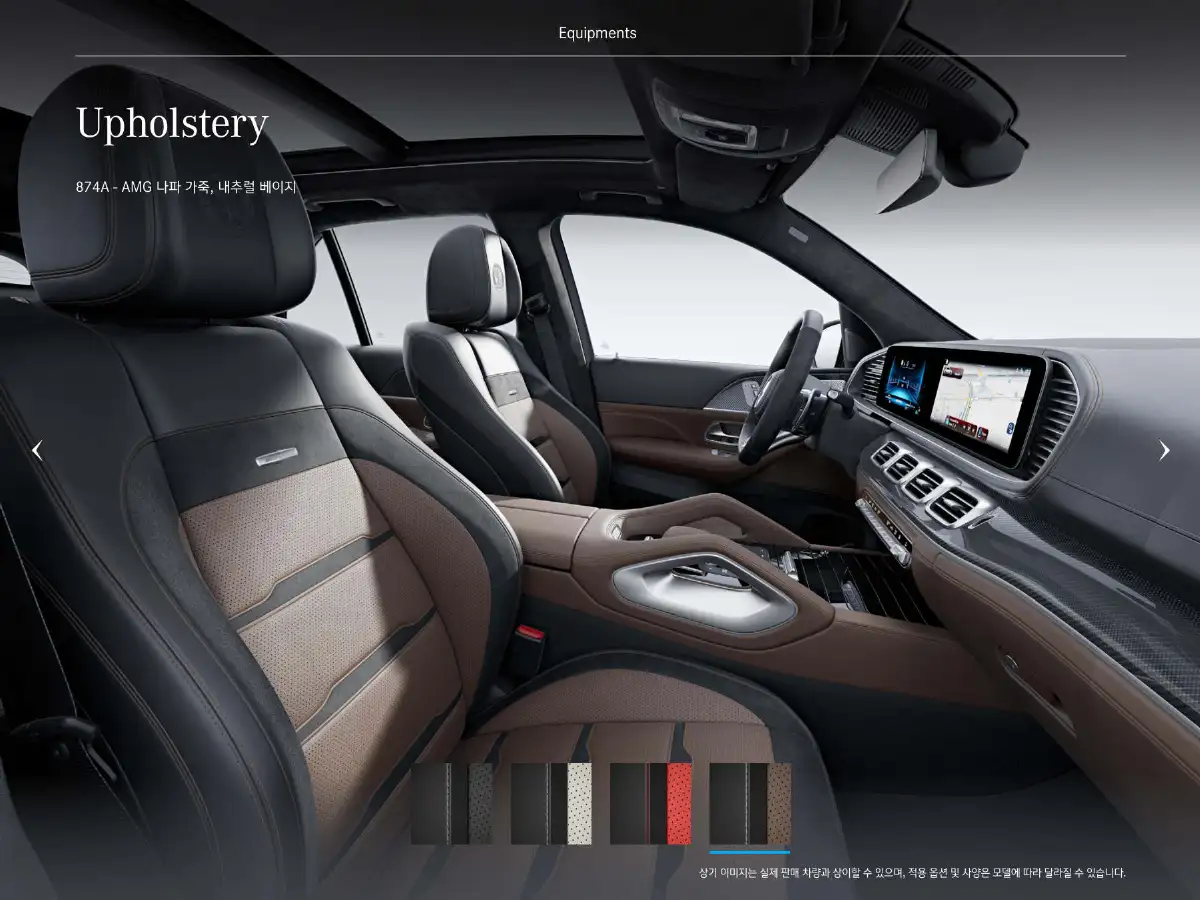 Equipments
Upholstery
874A - AMG 나파 가죽, 내추럴 베이지
상기 이미지는 실제 판매 차량과 상이할 수 있으며, 적용 옵션 및 사양은 모델에 따라 달라질 수 있습니다.